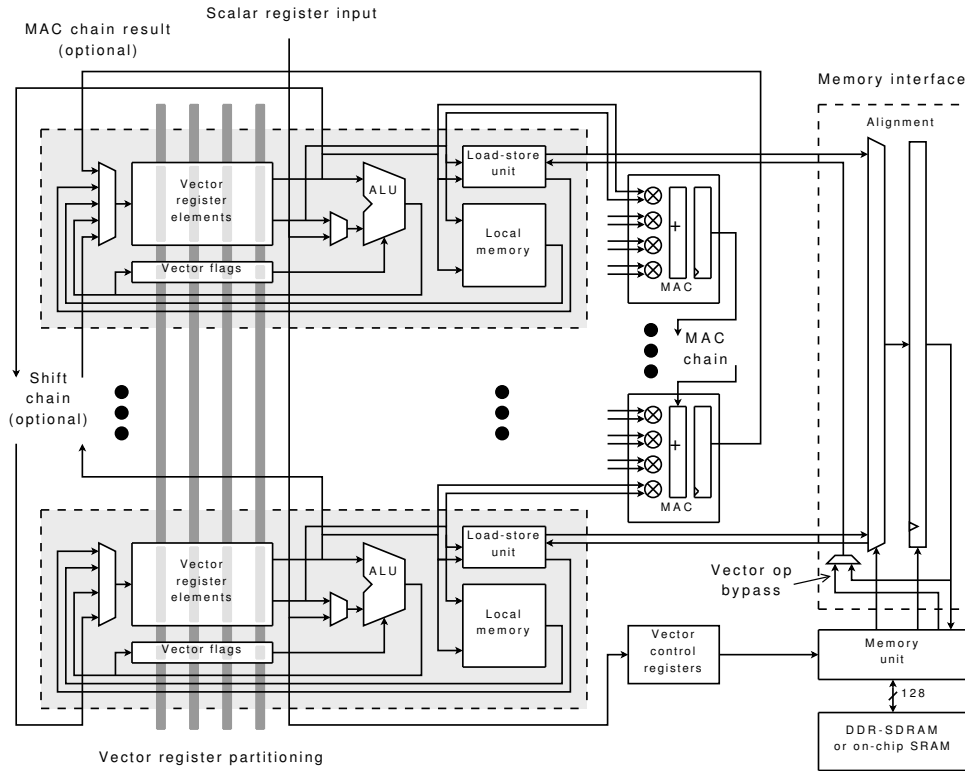 Scalar register input
MAC chain result
(optional)
Memory interface
Alignment
Vector
register
elements
ALU
Load-store
unit
Local
memory
Vector flags
+
MAC
MAC
chain
Shift
chain
(optional)
+
MAC
Vector
register
elements
ALU
Load-store
unit
Local
memory
Vector flags
Vector op
bypass
Vector
control
registers
Memory
unit
128
DDR-SDRAM
or on-chip SRAM
Vector register partitioning